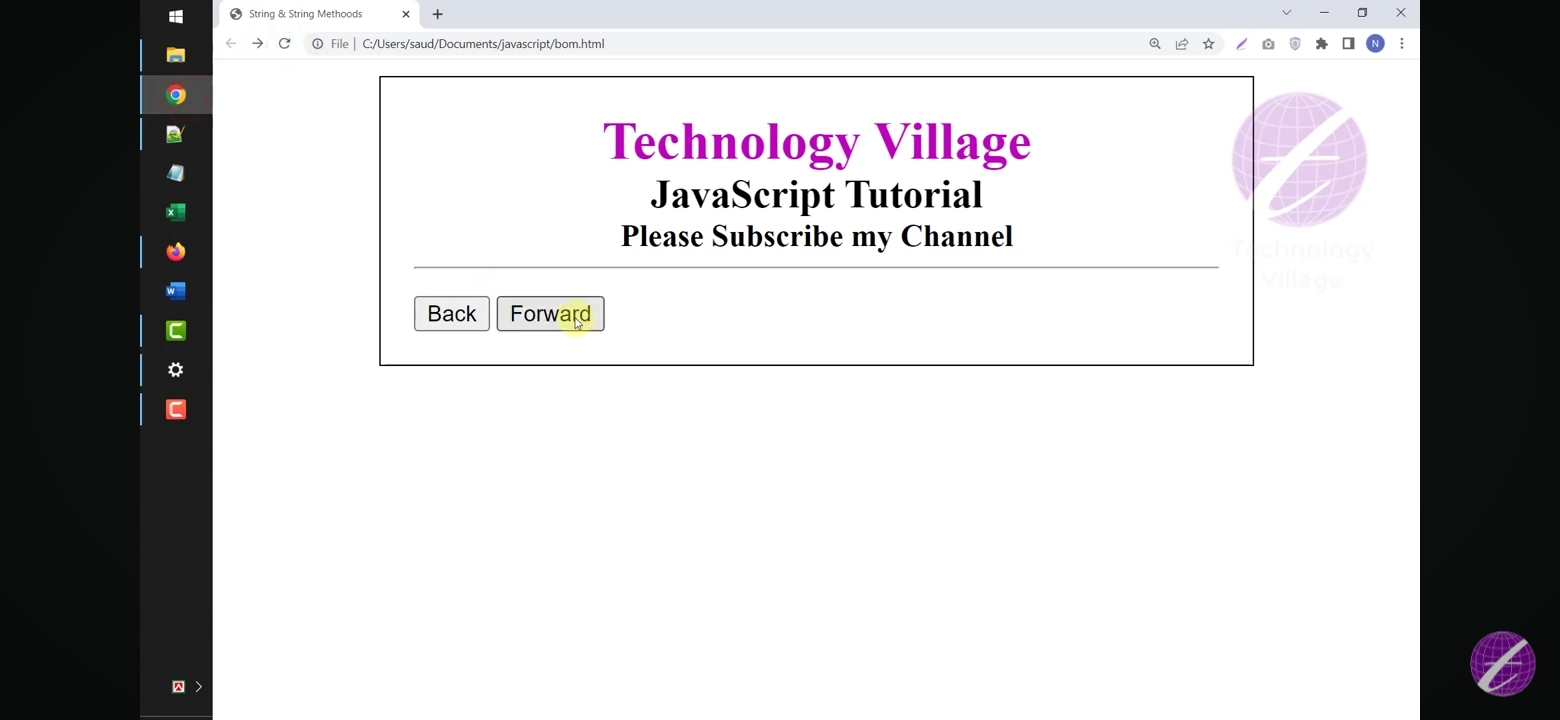 String & String Methoods
File
C:/Users/saud/Documents/javascript/bom.html
N
Technology Village
JavaScript Tutorial
Please Subscribe my Channel
Technology
Village
Back
Forward